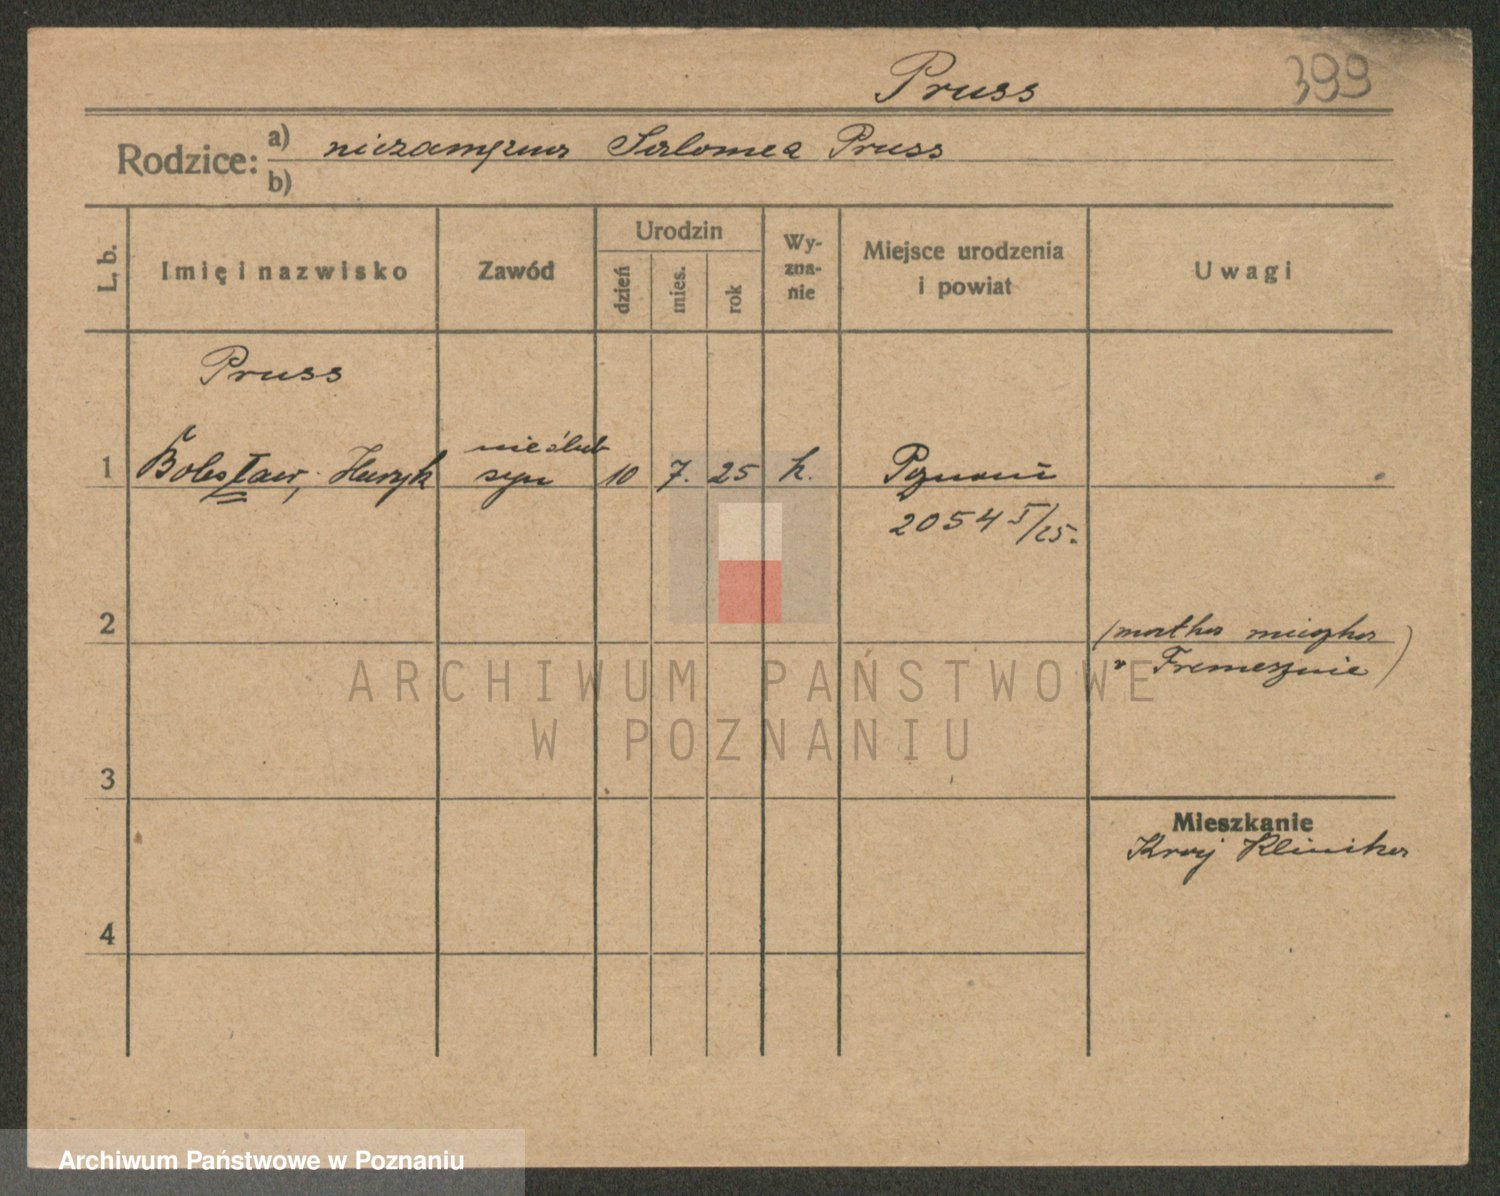 Pruss
399
Rodzice: a) niezamężna Salomea Pruss
b)
L. b.
Imię i nazwisko
Zawód
Urodzin
dzień
mies.
rok
Wy-
zna-
nie
Miejsce urodzenia
i powiat
Uwagi
Pruss
1 Bolesław, Henryk nieślub syn 10 7. 25 k. Poznań
2054 I/25.
2
(matka mieszka
w Tremesznie)
3
Mieszkanie
Kraj Klinika
4
ARCHIWUM PAŃSTWOWE
W POZNANIU
Archiwum Państwowe w Poznaniu